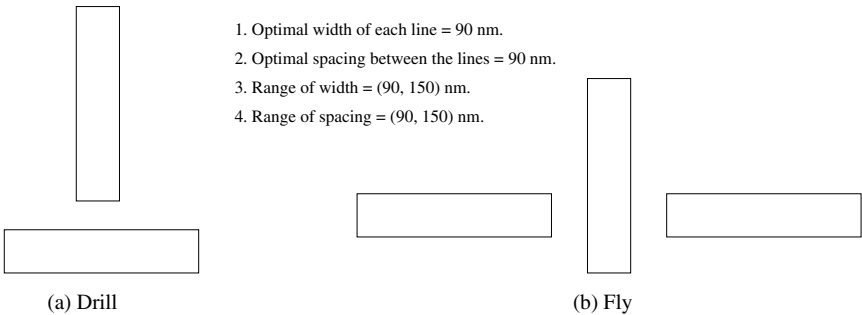 1. Optimal width of each line = 90 nm.
2. Optimal spacing between the lines = 90 nm.
3. Range of width = (90, 150) nm.
4. Range of spacing = (90, 150) nm.
(a) Drill
(b) Fly